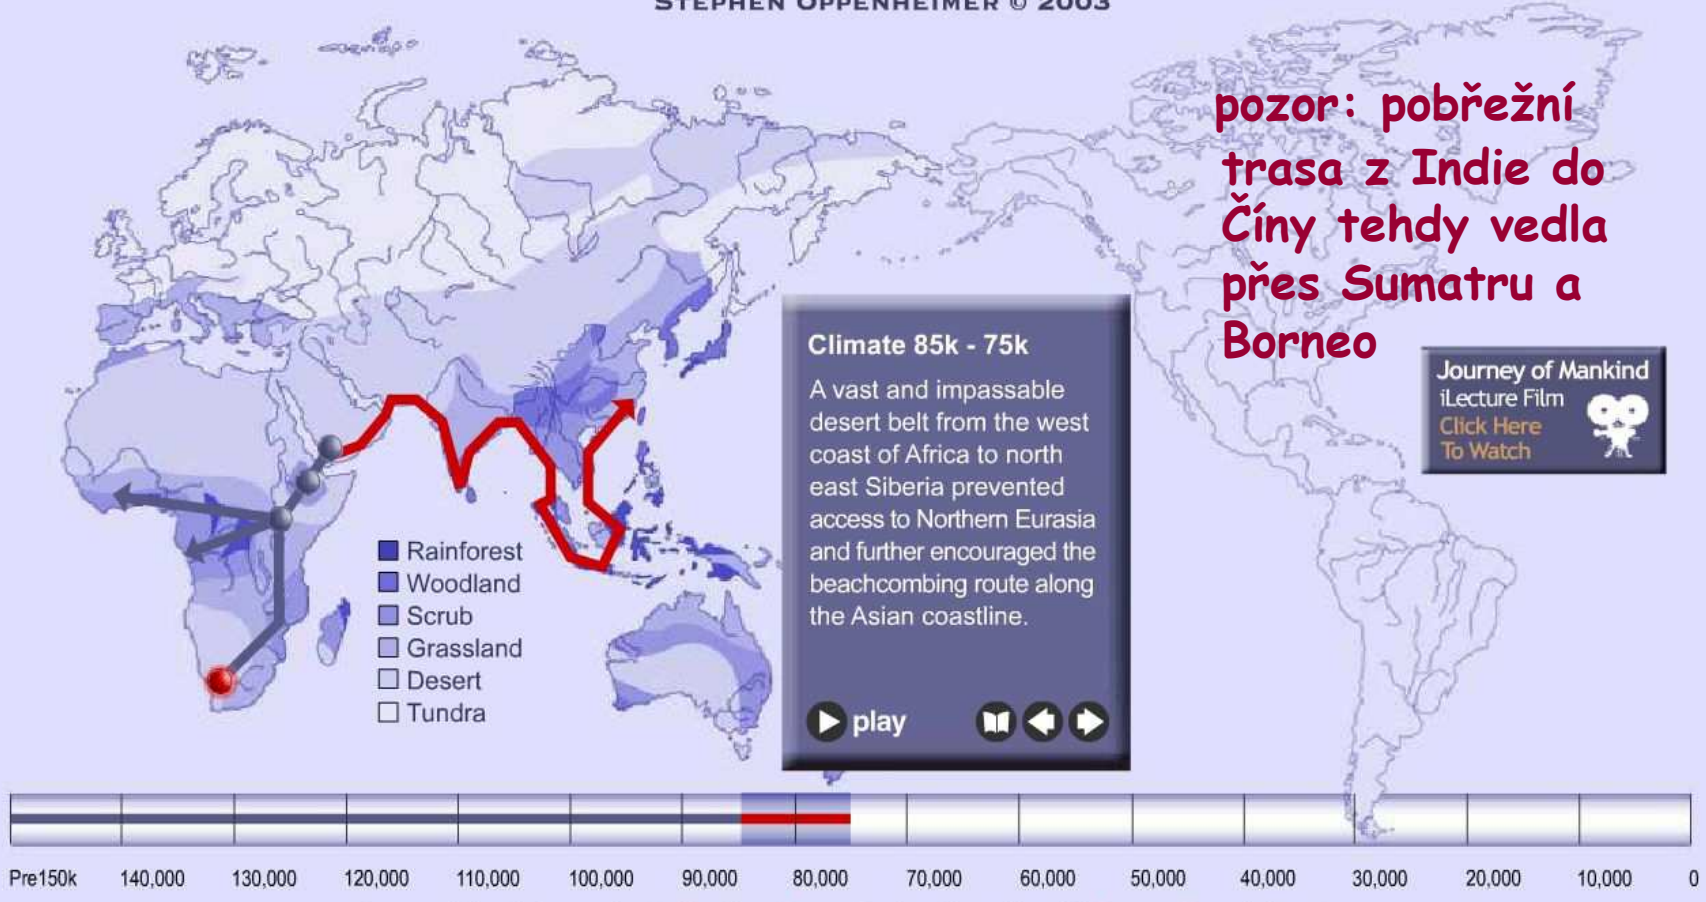 STEPHEN OPPENHEIMER © 2003
pozor: pobřežní
trasa z Indie do
Číny tehdy vedla
přes Sumatru a
Borneo
Climate 85k - 75k
A vast and impassable
desert belt from the west
coast of Africa to north
east Siberia prevented
access to Northern Eurasia
and further encouraged the
beachcombing route along
the Asian coastline.
play
Journey of Mankind
iLecture Film
Click Here
To Watch
Rainforest
Woodland
Scrub
Grassland
Desert
Tundra
Pre150k 140,000 130,000 120,000 110,000 100,000 90,000 80,000 70,000 60,000 50,000 40,000 30,000 20,000 10,000 0